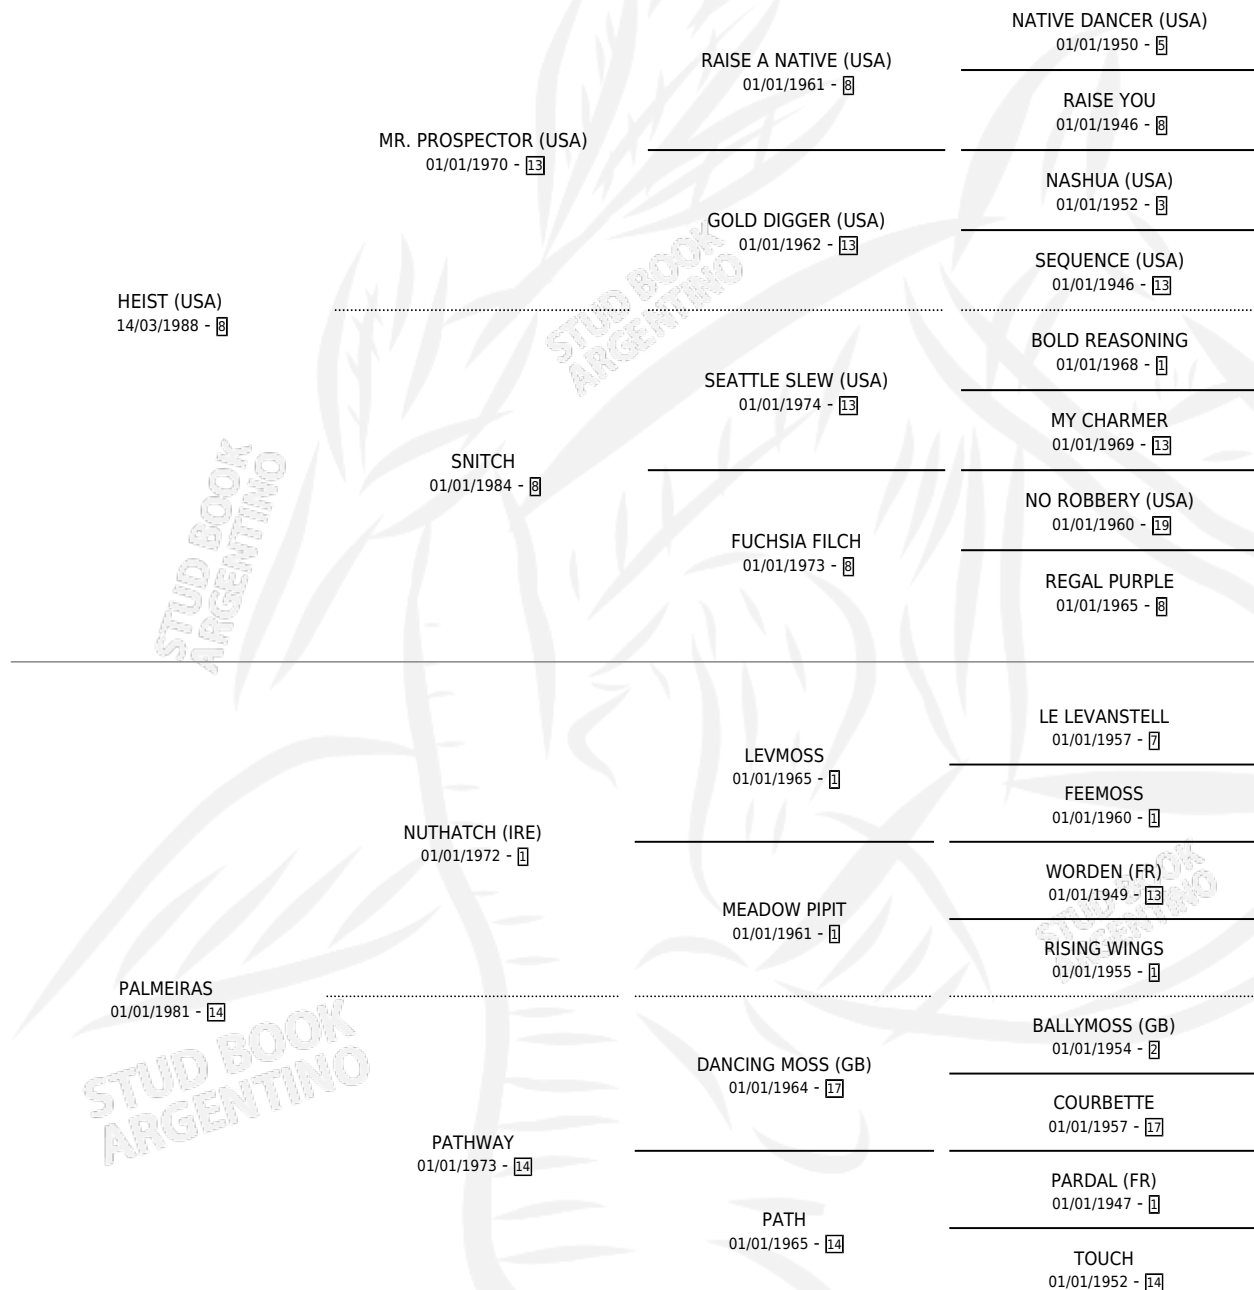 NATIVE DANCER (USA)
01/01/1950 - 5
RAISE A NATIVE (USA)
01/01/1961 - 8
RAISE YOU
01/01/1946 - 8
MR. PROSPECTOR (USA)
01/01/1970 - 13
NASHUA (USA)
01/01/1952 - 3
GOLD DIGGER (USA)
01/01/1962 - 13
SEQUENCE (USA)
01/01/1946 - 13
HEIST (USA)
14/03/1988 - 8
BOLD REASONING
01/01/1968 - 1
SEATTLE SLEW (USA)
01/01/1974 - 13
MY CHARMER
01/01/1969 - 13
SNITCH
01/01/1984 - 8
NO ROBBERY (USA)
01/01/1960 - 19
FUCHSIA FILCH
01/01/1973 - 8
REGAL PURPLE
01/01/1965 - 8
LE LEVANSTELL
01/01/1957 - 7
LEVMOSS
01/01/1965 - 1
FEEMOSS
01/01/1960 - 1
NUTHATCH (IRE)
01/01/1972 - 1
WORDEN (FR)
01/01/1949 - 13
MEADOW PIPIT
01/01/1961 - 1
RISING WINGS
01/01/1955 - 1
PALMEIRAS
01/01/1981 - 14
BALLYMOSS (GB)
01/01/1954 - 2
DANCING MOSS (GB)
01/01/1964 - 17
COURBETTE
01/01/1957 - 17
PATHWAY
01/01/1973 - 14
PARDAL (FR)
01/01/1947 - 1
PATH
01/01/1965 - 14
TOUCH
01/01/1952 - 14
STUD BOOK
ARGENTINO
STUD BOOK
ARGENTINO
STUD BOOK
ARGENTINO
STUD BOOK
ARGENTINO